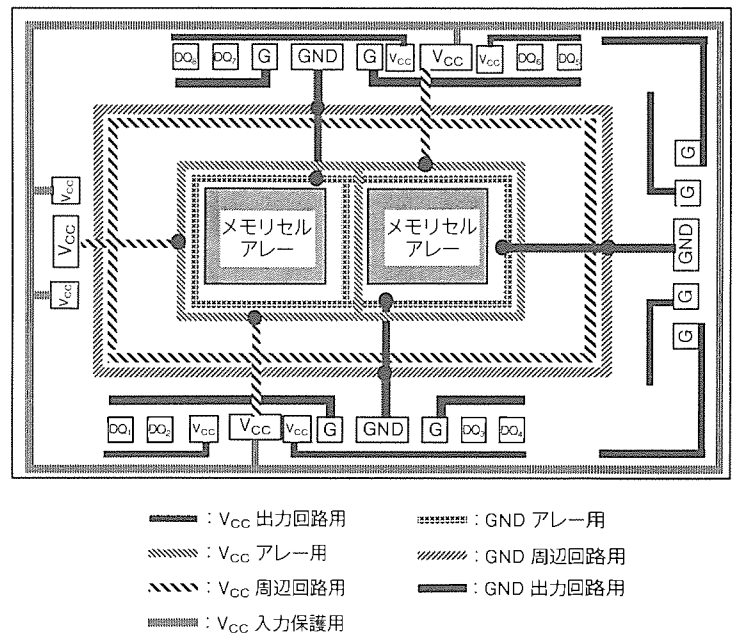 DQ₈ DQ₇ G GND G Vcc Vcc Vcc DQ₆ DQ₅
G
G
GND
G
G
Vcc
Vcc
Vcc
メモリセル
アレー
メモリセル
アレー
DQ₁ DQ₂ Vcc Vcc Vcc G GND G DQ₃ DQ₄
: Vcc 出力回路用
: Vcc アレー用
: Vcc 周辺回路用
: Vcc 入力保護用
: GND アレー用
: GND 周辺回路用
: GND 出力回路用